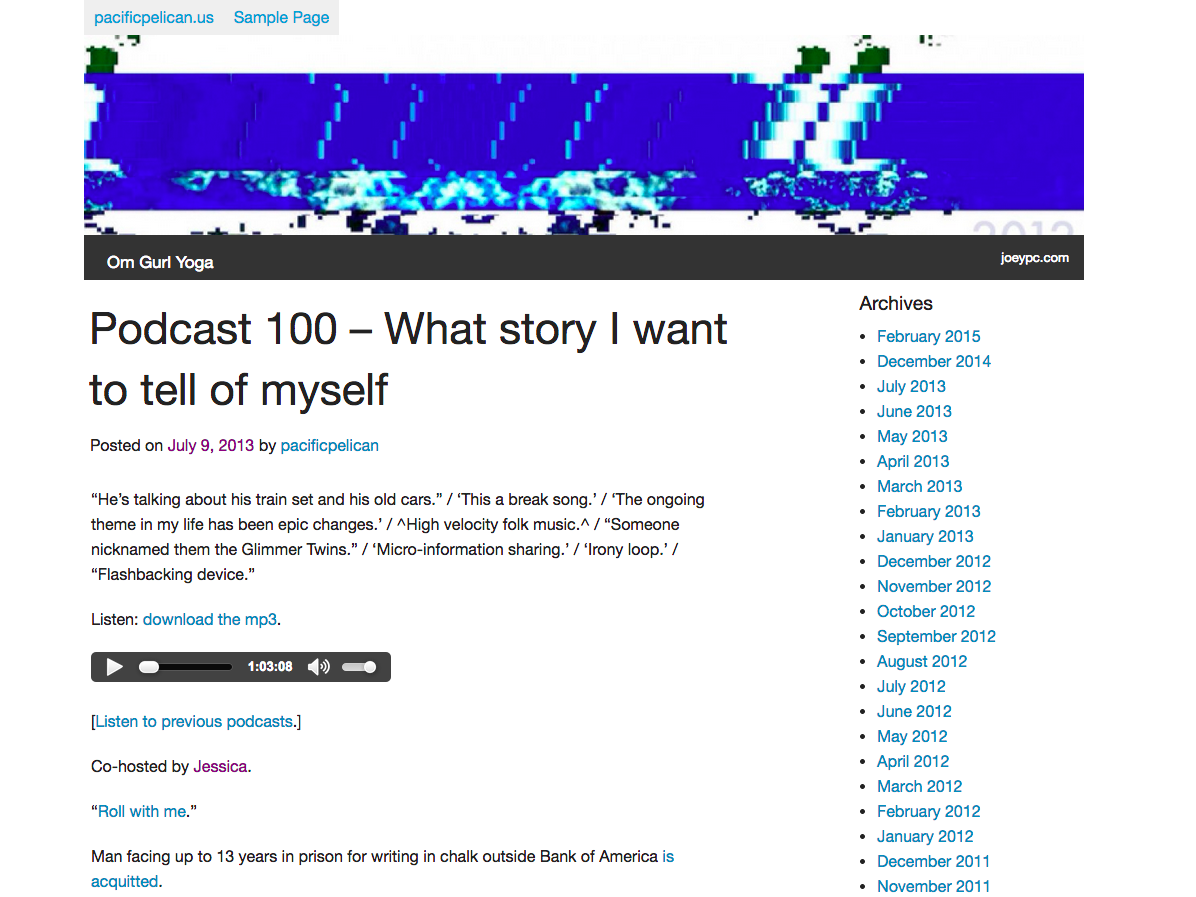 pacificpelican.us Sample Page
2012
Om Gurl Yoga
joeypc.com
Podcast 100 – What story I want
to tell of myself
Posted on July 9, 2013 by pacificpelican
“He’s talking about his train set and his old cars.” / ‘This a break song.’ / ‘The ongoing
theme in my life has been epic changes.’ / ^High velocity folk music.^ / “Someone
nicknamed them the Glimmer Twins.” / ‘Micro-information sharing.’ / ‘Irony loop.’ /
“Flashbacking device.”
Listen: download the mp3.
1:03:08
[Listen to previous podcasts.]
Co-hosted by Jessica.
“Roll with me.”
Man facing up to 13 years in prison for writing in chalk outside Bank of America is
acquitted.
Archives
February 2015
December 2014
July 2013
June 2013
May 2013
April 2013
March 2013
February 2013
January 2013
December 2012
November 2012
October 2012
September 2012
August 2012
July 2012
June 2012
May 2012
April 2012
March 2012
February 2012
January 2012
December 2011
November 2011